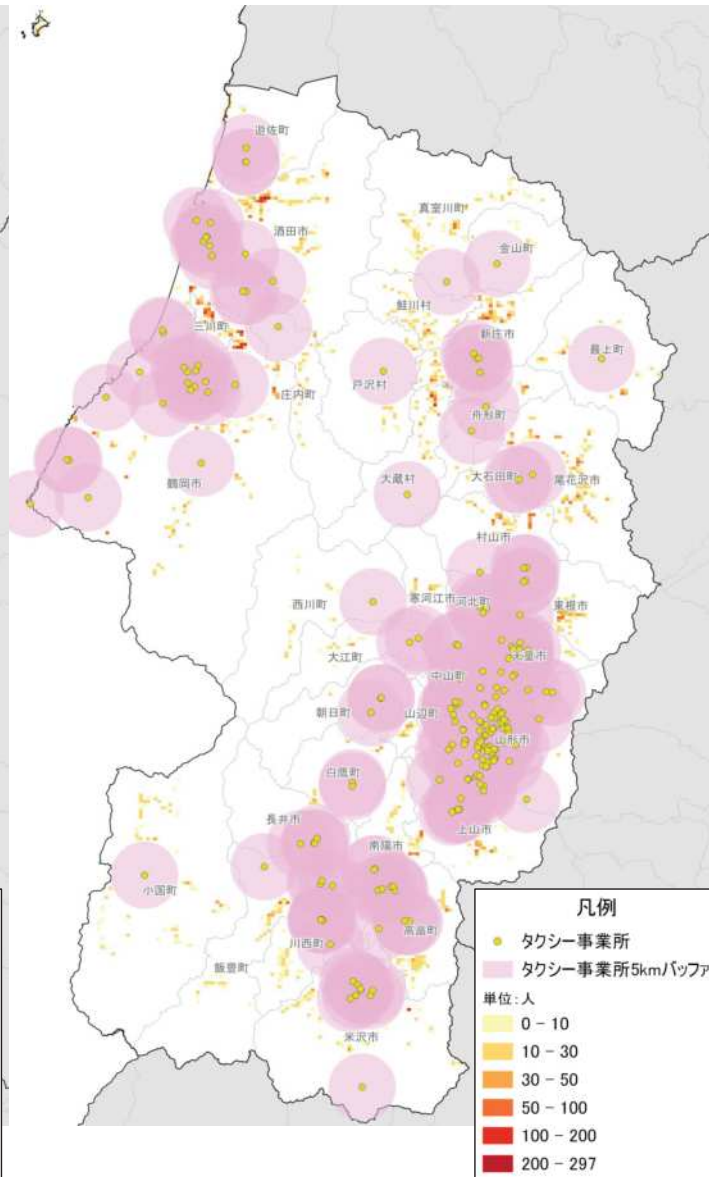 遊佐町
酒田市
真室川町
金山町
鮭川村
三川町
新庄市
最上町
戸沢村
庄内町
舟形町
鶴岡市
大蔵村
大石田町
尾花沢市
村山市
西川町
寒河江市
河北町
東根市
大江町
天童市
中山町
朝日町
山辺町
山形市
白鷹町
長井市
上山市
南陽市
小国町
川西町
高畠町
飯豊町
米沢市
凡例
タクシー事業所
タクシー事業所5kmバッファ
単位:人
0 - 10
10 - 30
30 - 50
50 - 100
100 - 200
200 - 297